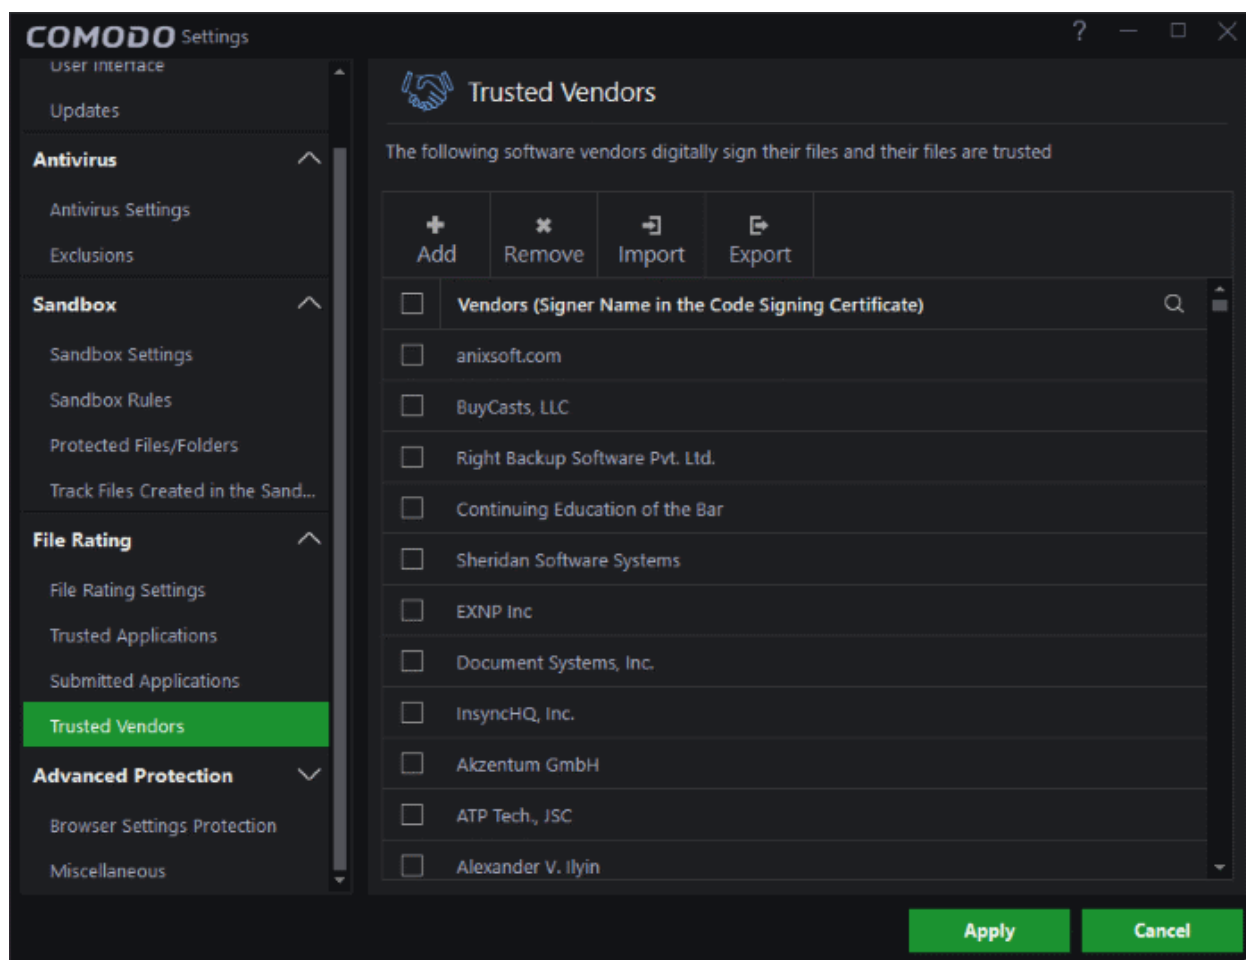 COMODO Settings
?
User Interface
Updates
Antivirus
Antivirus Settings
Exclusions
Sandbox
Sandbox Settings
Sandbox Rules
Protected Files/Folders
Track Files Created in the Sand...
File Rating
File Rating Settings
Trusted Applications
Submitted Applications
Trusted Vendors
Advanced Protection
Browser Settings Protection
Miscellaneous
Trusted Vendors
The following software vendors digitally sign their files and their files are trusted
Add Remove Import Export
Vendors (Signer Name in the Code Signing Certificate)
anixsoft.com
BuyCasts, LLC
Right Backup Software Pvt. Ltd.
Continuing Education of the Bar
Sheridan Software Systems
EXNP Inc
Document Systems, Inc.
InsyncHQ, Inc.
Akzentum GmbH
ATP Tech., JSC
Alexander V. Ilyin
Apply Cancel